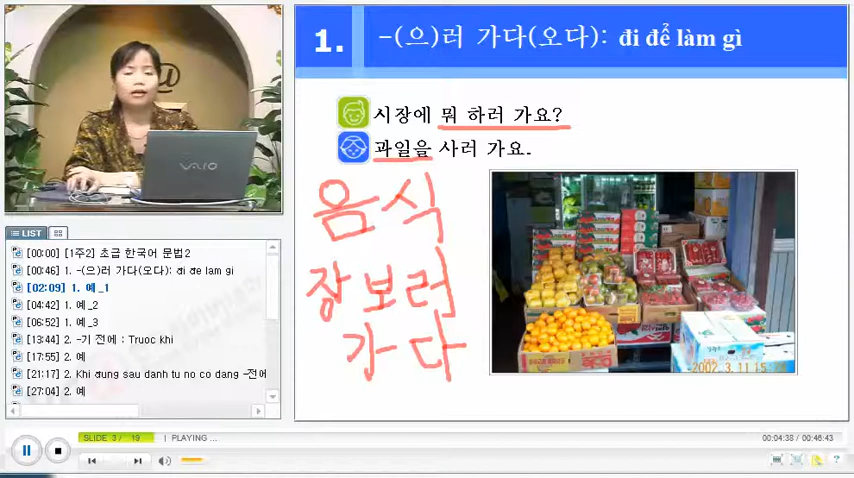 1.
-(으)러 가다(오다): đi để làm gì
시장에 뭐 하러 가요?
과일을 사러 가요.
음식
장보러
가다
-2002.3.11 15
VAIO
LIST
[00:00] [1주2] 초급 한국어 문법2
[00:46] 1. -(으)러 가다(오다): đi để làm gì
[02:09] 1. 예_1
[04:42] 1. 예_2
[06:52] 1. 예_3
[13:44] 2. -기 전에 : Truoc khi
[17:55] 2. 예
[21:17] 2. Khi dung sau danh tu no co dang -전에
[27:04] 2. 예
SLIDE 3 / 19 | PLAYING ...
00:04:38 / 00:46:43